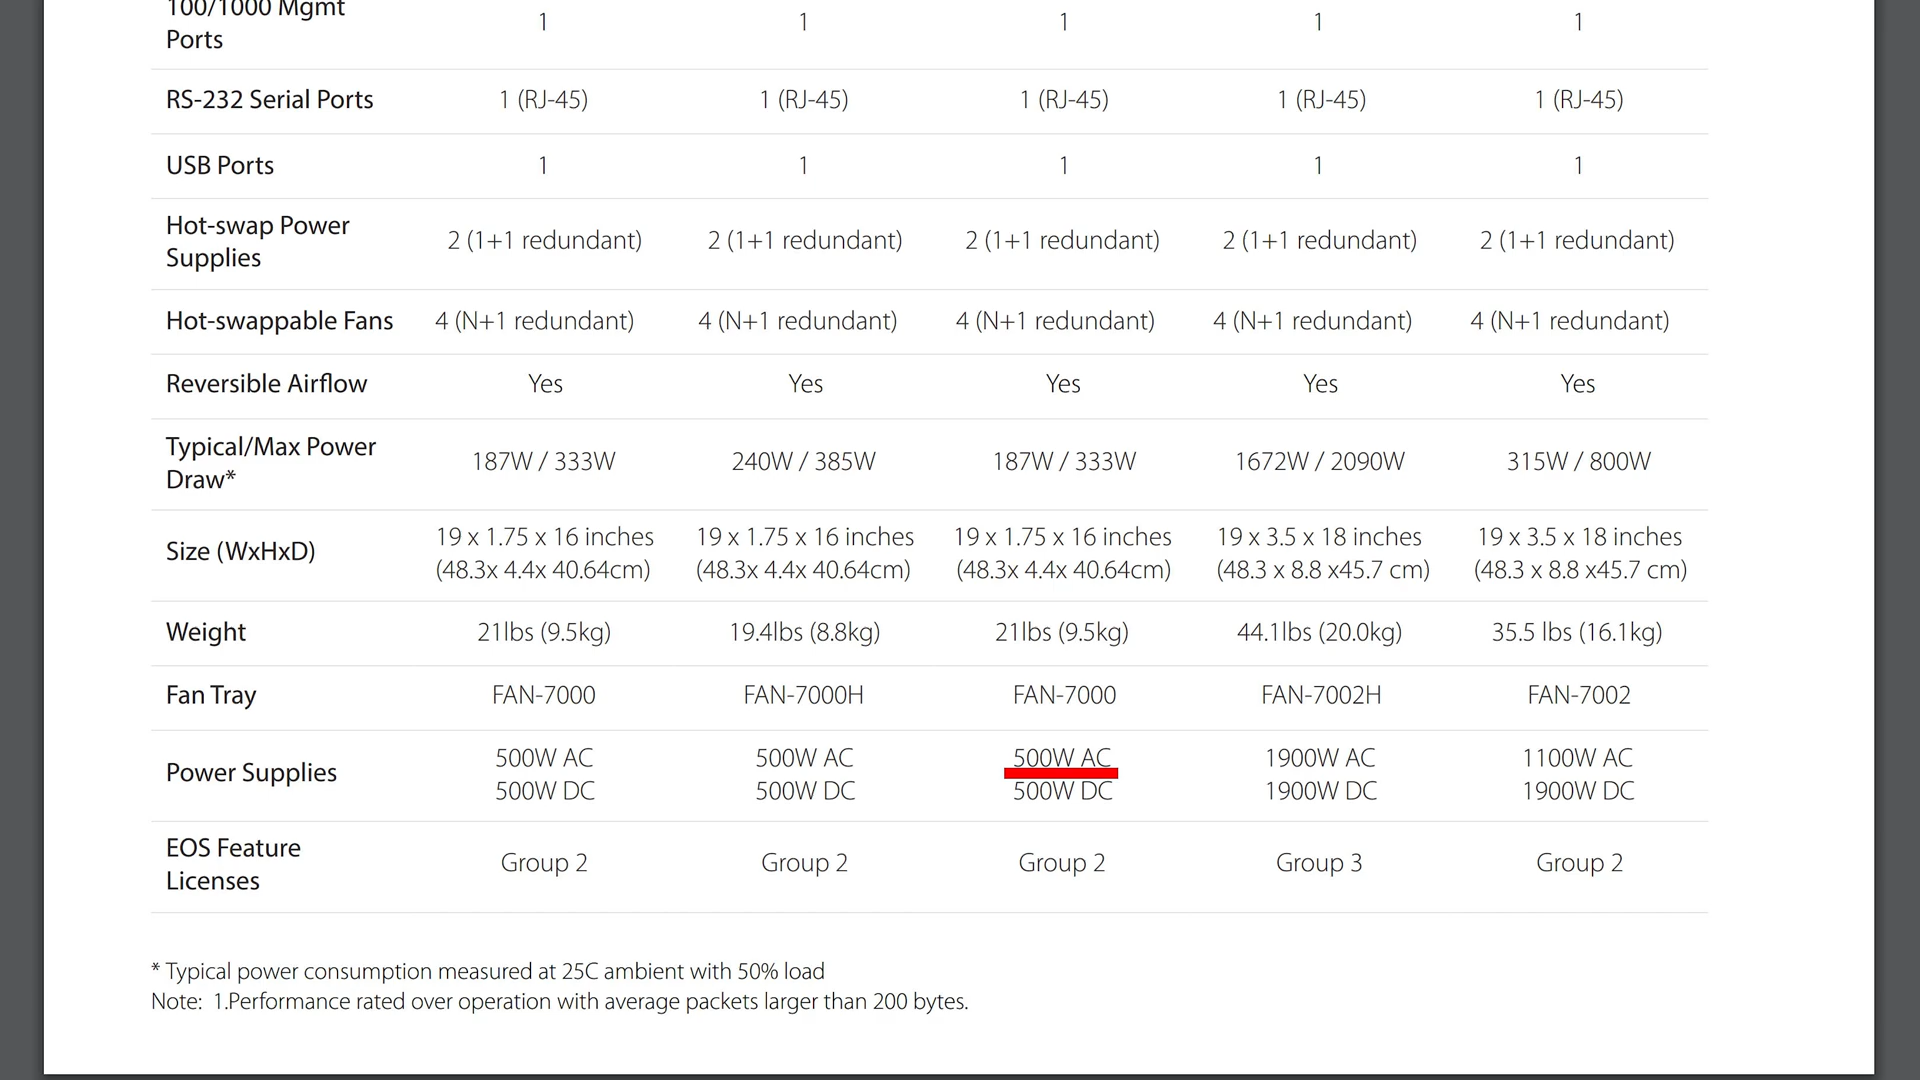 100/1000 Mgmt
Ports
1 1 1 1 1
RS-232 Serial Ports 1 (RJ-45) 1 (RJ-45) 1 (RJ-45) 1 (RJ-45) 1 (RJ-45)
USB Ports 1 1 1 1 1
Hot-swap Power
Supplies
2 (1+1 redundant) 2 (1+1 redundant) 2 (1+1 redundant) 2 (1+1 redundant) 2 (1+1 redundant)
Hot-swappable Fans 4 (N+1 redundant) 4 (N+1 redundant) 4 (N+1 redundant) 4 (N+1 redundant) 4 (N+1 redundant)
Reversible Airflow Yes Yes Yes Yes Yes
Typical/Max Power
Draw*
187W / 333W 240W / 385W 187W / 333W 1672W / 2090W 315W / 800W
Size (WxHxD)
19 x 1.75 x 16 inches 19 x 1.75 x 16 inches 19 x 1.75 x 16 inches 19 x 3.5 x 18 inches 19 x 3.5 x 18 inches
(48.3x 4.4x 40.64cm) (48.3x 4.4x 40.64cm) (48.3x 4.4x 40.64cm) (48.3 x 8.8 x45.7 cm) (48.3 x 8.8 x45.7 cm)
Weight 21lbs (9.5kg) 19.4lbs (8.8kg) 21lbs (9.5kg) 44.1lbs (20.0kg) 35.5 lbs (16.1kg)
Fan Tray FAN-7000 FAN-7000H FAN-7000 FAN-7002H FAN-7002
Power Supplies
500W AC 500W AC 500W AC 1900W AC 1100W AC
500W DC 500W DC 500W DC 1900W DC 1900W DC
EOS Feature
Licenses
Group 2 Group 2 Group 2 Group 3 Group 2
* Typical power consumption measured at 25C ambient with 50% load
Note: 1.Performance rated over operation with average packets larger than 200 bytes.